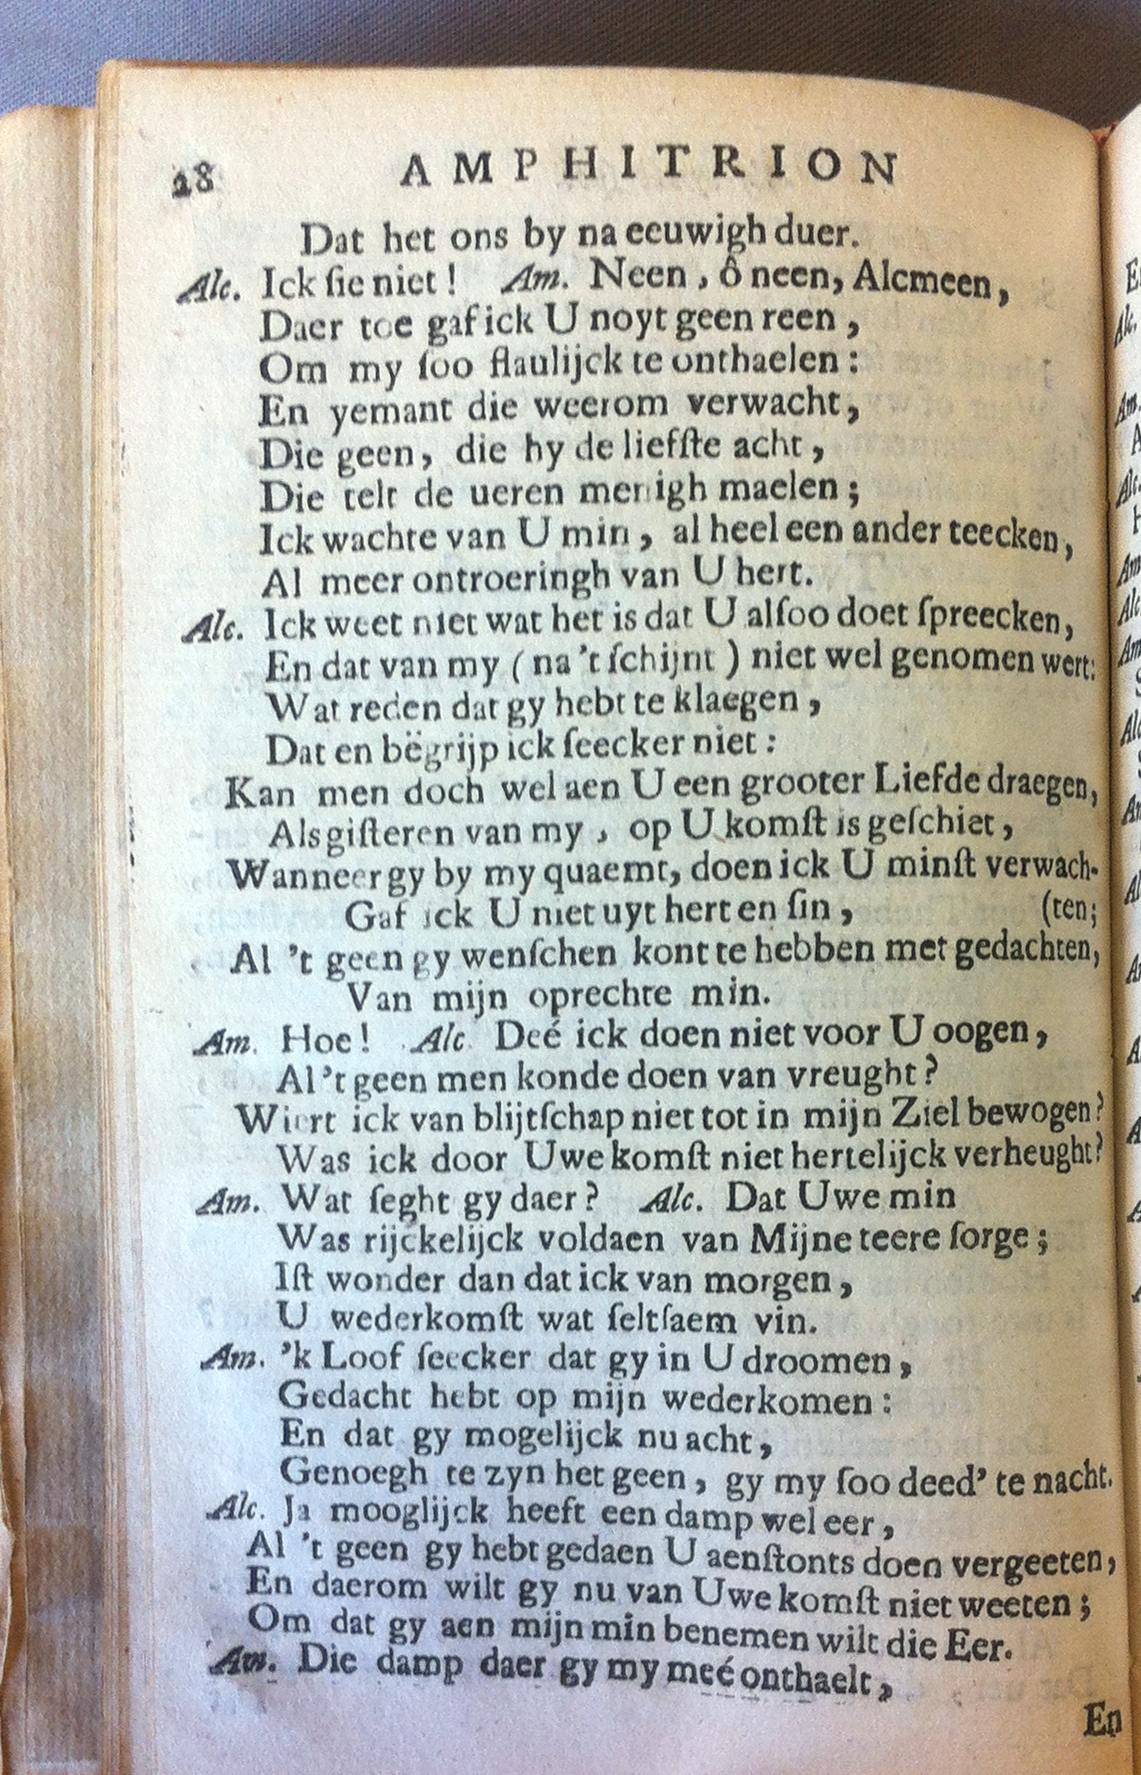 28 AMPHITRION
Dat het ons by na eeuwigh duer.
Alc. Ick sie niet! Am. Neen, ô neen, Alcmeen,
Daer toe gaf ick U noyt geen reen,
Om my soo flaulijck te onthaelen:
En yemant die weerom verwacht,
Die geen, die hy de liefste acht,
Die telt de ueren menigh maelen;
Ick wachte van U min, al heel een ander teecken,
Al meer ontroeringh van U hert.
Alc. Ick weet niet wat het is dat U alsoo doet spreecken,
En dat van my (na 't schijnt) niet wel genomen wert:
Wat reden dat gy hebt te klaegen,
Dat en bëgrijp ick seecker niet:
Kan men doch wel aen U een grooter Liefde draegen,
Als gisteren van my, op U komst is geschiet,
Wanneer gy by my quaemt, doen ick U minst verwach-
Gaf ick U niet uyt hert en sin, (ten;
Al 't geen gy wenschen kont te hebben met gedachten,
Van mijn oprechte min.
Am. Hoe! Alc. Deé ick doen niet voor U oogen,
Al 't geen men konde doen van vreught?
Wiert ick van blijtschap niet tot in mijn Ziel bewogen?
Was ick door Uwe komst niet hertelijck verheught?
Am. Wat seght gy daer? Alc. Dat Uwe min
Was rijckelijck voldaen van Mijne teere sorge;
Ist wonder dan dat ick van morgen,
U wederkomst wat seltsaem vin.
Am. 'k Loof seecker dat gy in U droomen,
Gedacht hebt op mijn wederkomen:
En dat gy mogelijck nu acht,
Genoegh te zyn het geen, gy my soo deed' te nacht.
Alc. Ja mooglijck heeft een damp wel eer,
Al 't geen gy hebt gedaen U aenstonts doen vergeeten,
En daerom wilt gy nu van Uwe komst niet weeten;
Om dat gy aen mijn min benemen wilt die Eer.
Am. Die damp daer gy my meé onthaelt,
En